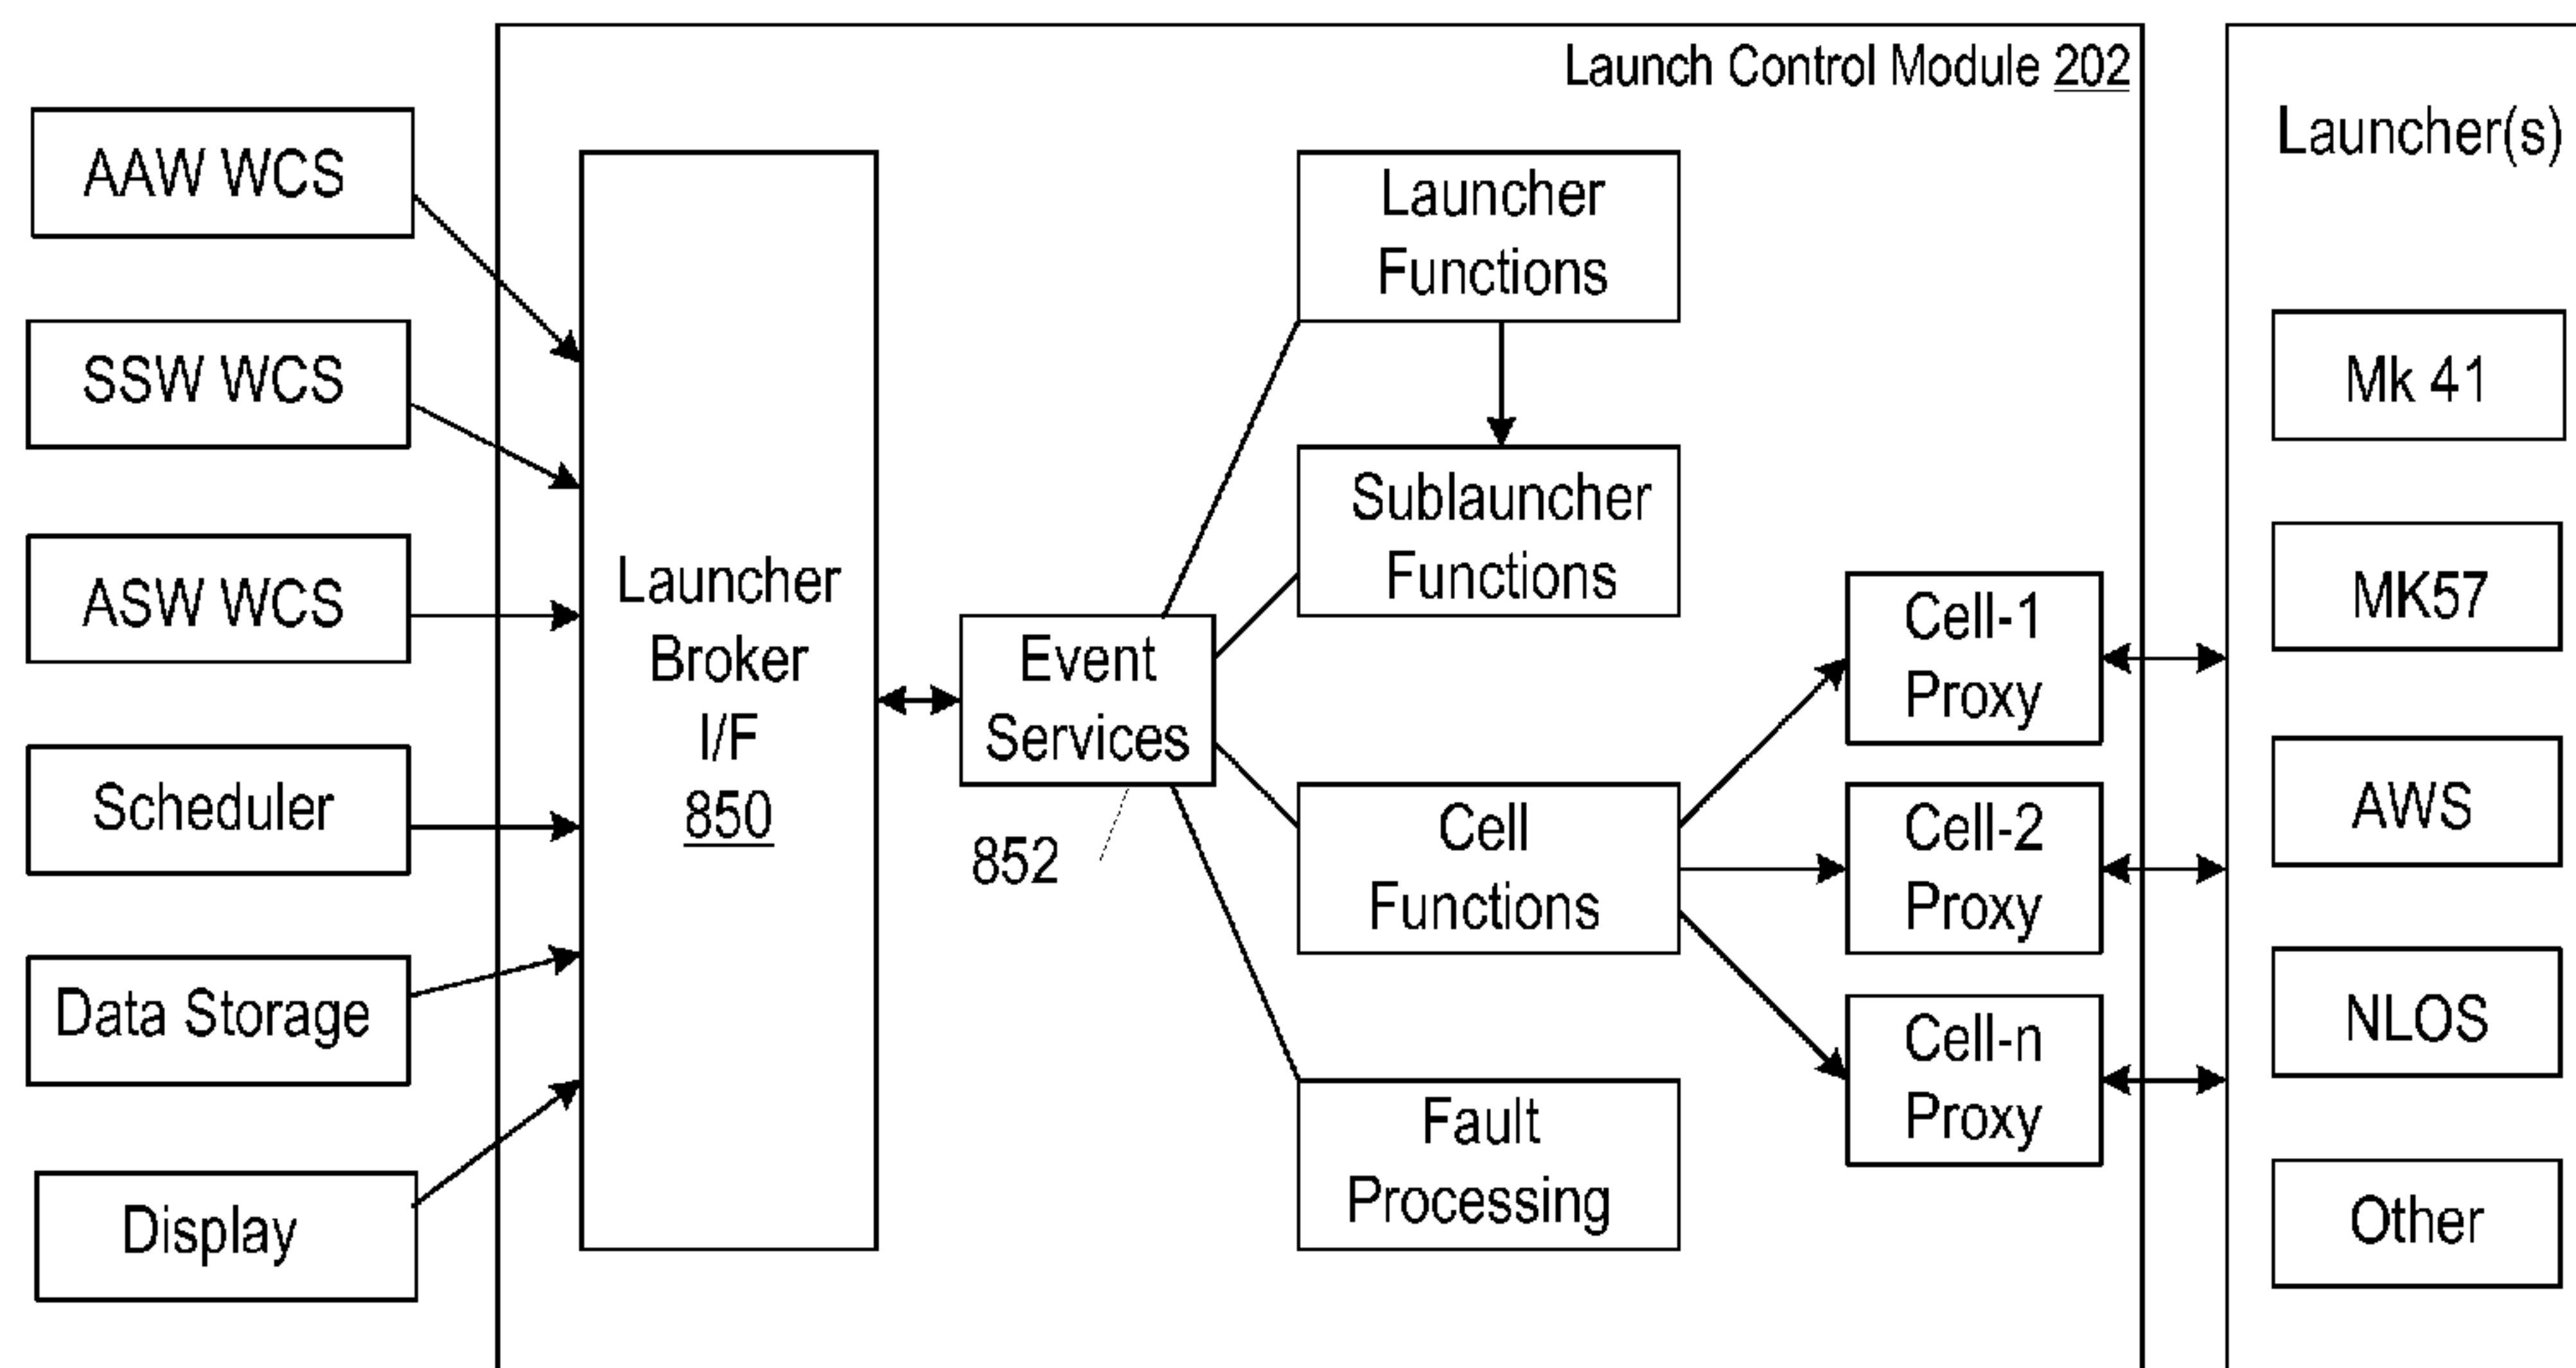 Launch Control Module 202
AAW WCS
SSW WCS
ASW WCS
Scheduler
Data Storage
Display
Launcher
Broker
I/F
850
Event
Services
852
Launcher
Functions
Sublauncher
Functions
Cell
Functions
Fault
Processing
Cell-1
Proxy
Cell-2
Proxy
Cell-n
Proxy
Launcher(s)
Mk 41
MK57
AWS
NLOS
Other